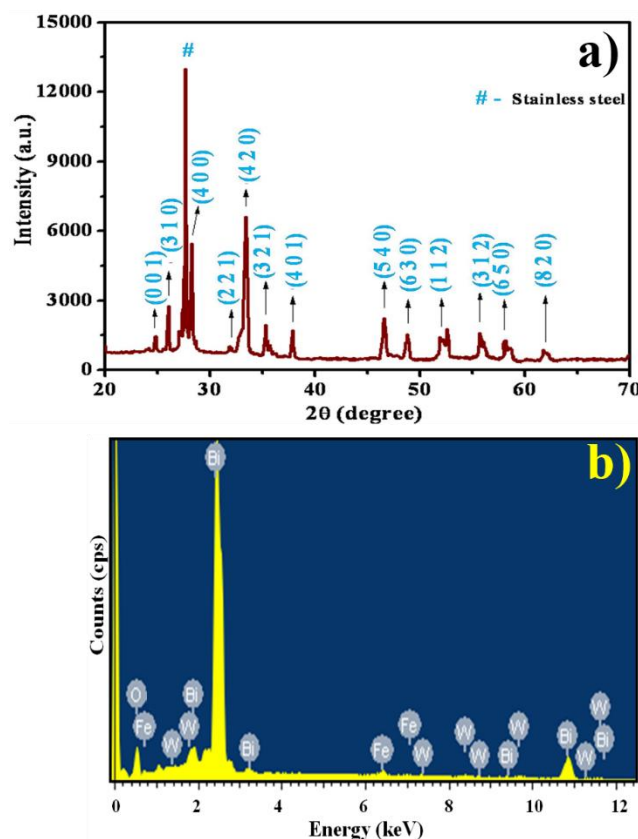 a)
15000
12000
9000
6000
3000
0
Intensity (a.u.)
#
# - Stainless steel
(0 0 1)
(3 1 0)
(4 0 0)
(2 2 1)
(4 2 0)
(3 2 1)
(4 0 1)
(5 4 0)
(6 3 0)
(1 1 2)
(3 1 2)
(6 5 0)
(8 2 0)
20 30 40 50 60 70
2θ (degree)
b)
Counts (cps)
Bi
O
Fe
W
W
Bi
Bi
Fe
Fe
W
W
W
Bi
W
Bi
W
W
Bi
0 2 4 6 8 10 12
Energy (keV)